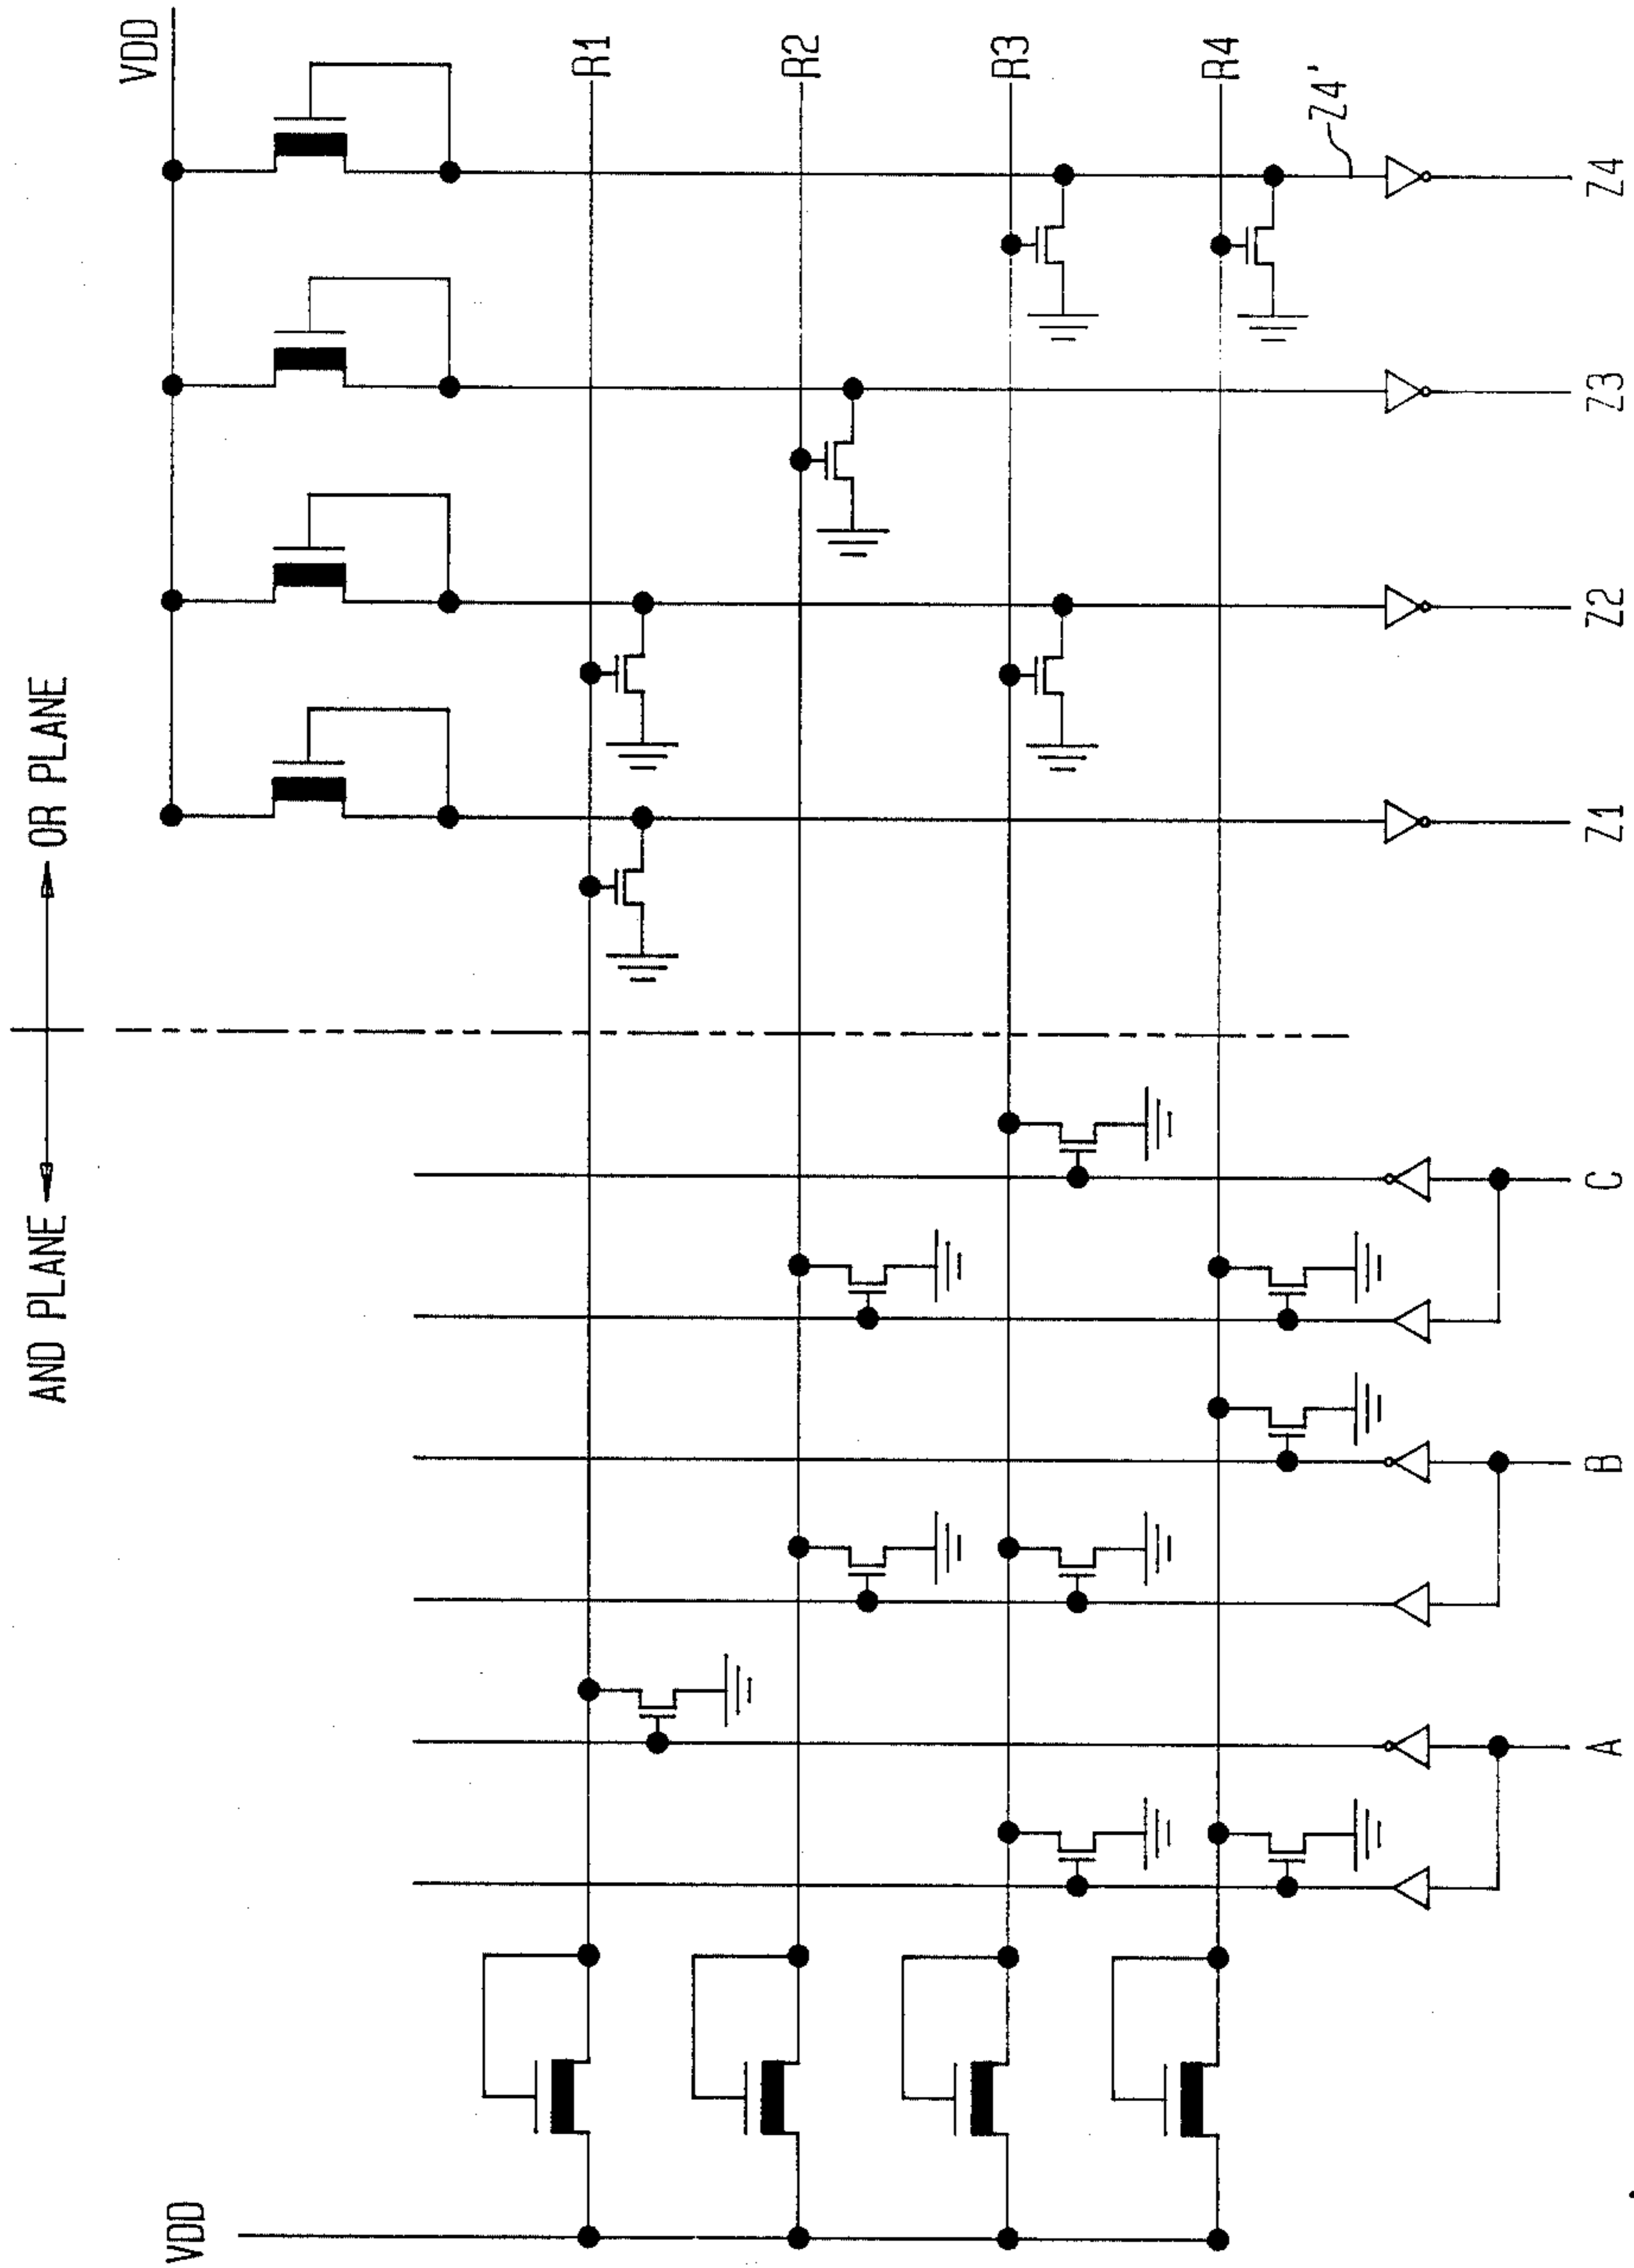 AND PLANE
OR PLANE
VDD
VDD
R1
R2
R3
R4
Z4'
A
B
C
Z1
Z2
Z3
Z4